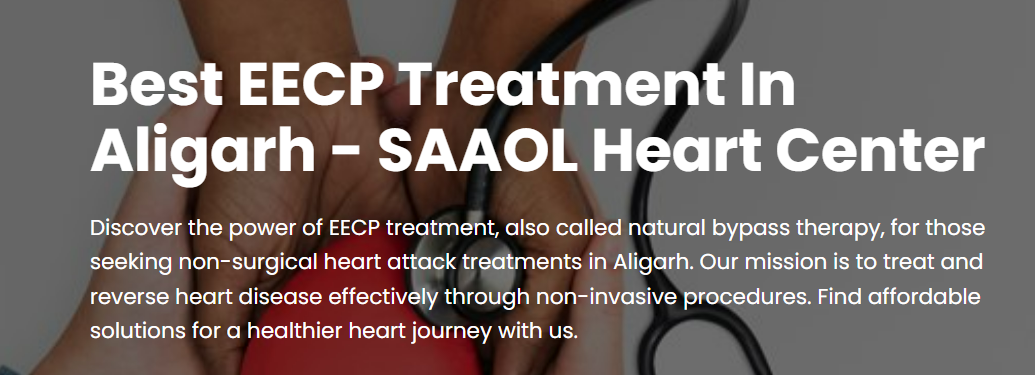 Best EECP Treatment In
Aligarh - SAAOL Heart Center
Discover the power of EECP treatment, also called natural bypass therapy, for those
seeking non-surgical heart attack treatments in Aligarh. Our mission is to treat and
reverse heart disease effectively through non-invasive procedures. Find affordable
solutions for a healthier heart journey with us.